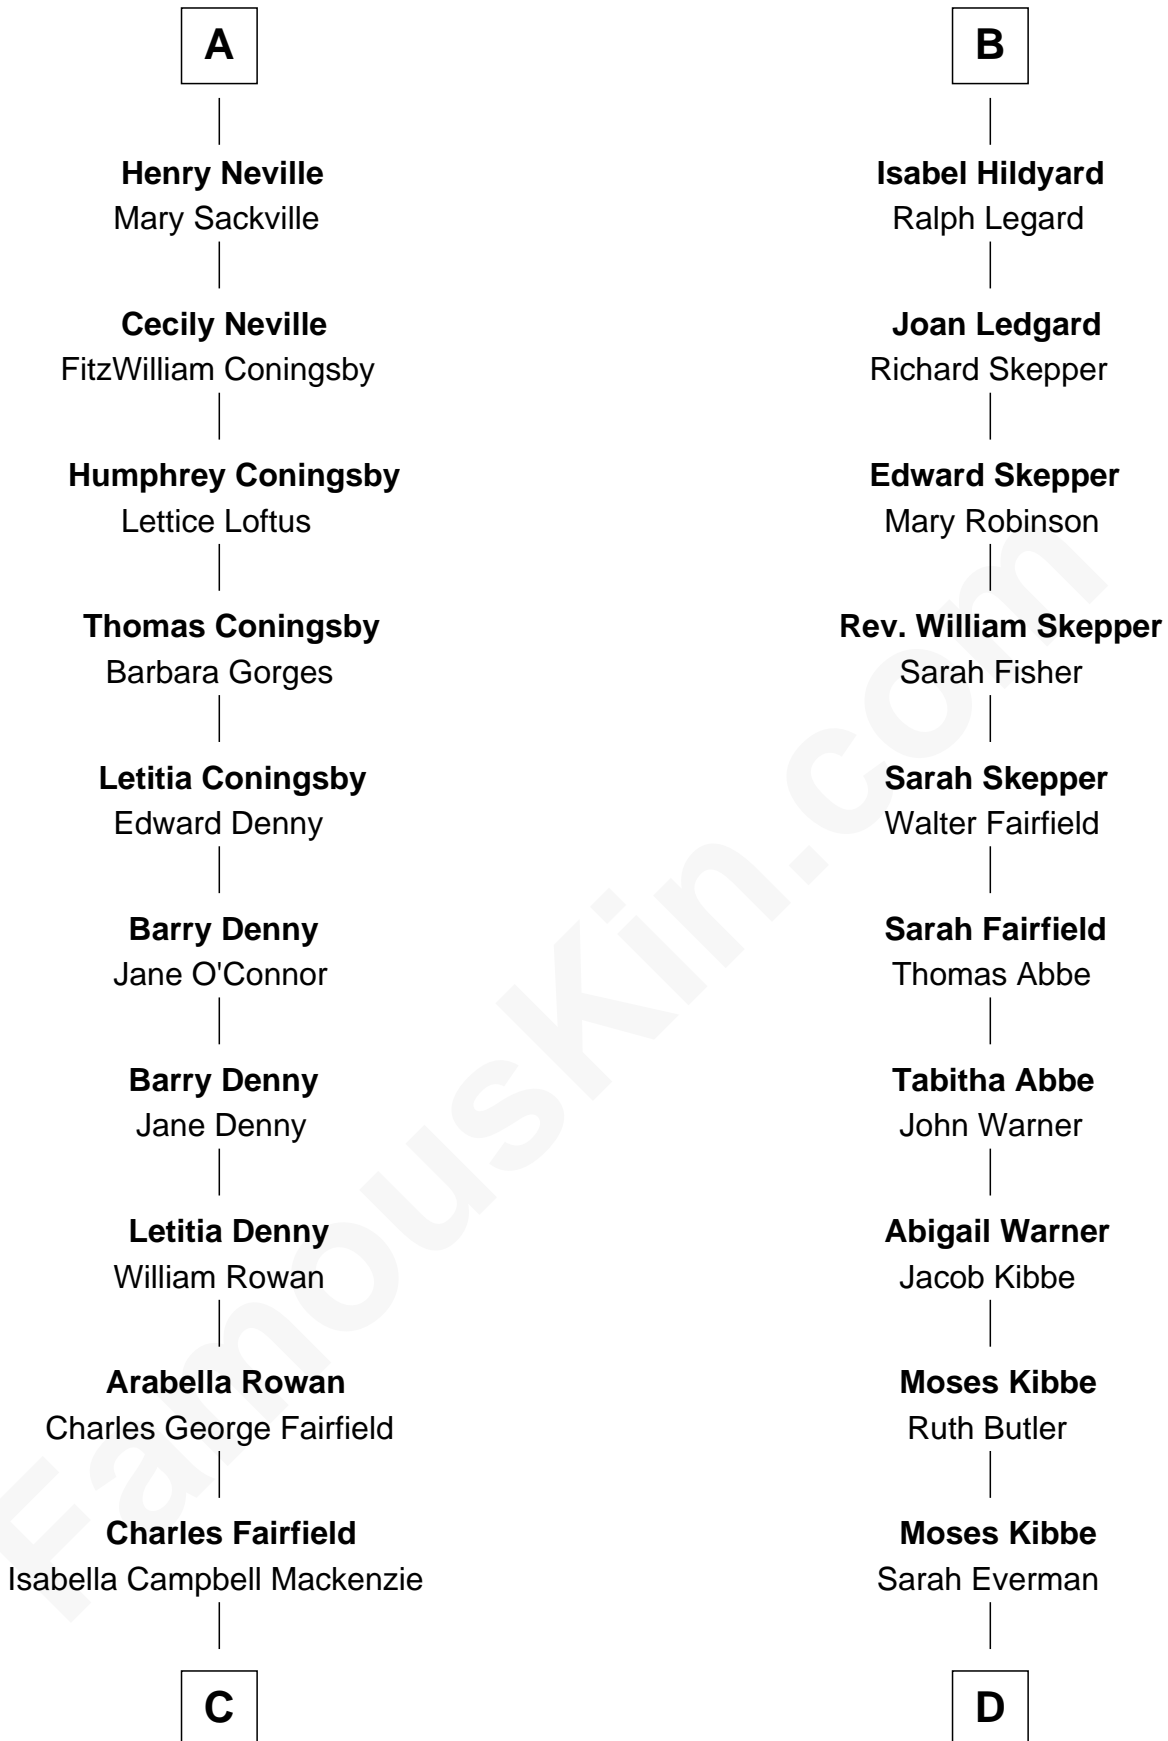 A
Henry Neville
Mary Sackville
Cecily Neville
FitzWilliam Coningsby
Humphrey Coningsby
Lettice Loftus
Thomas Coningsby
Barbara Gorges
Letitia Coningsby
Edward Denny
Barry Denny
Jane O'Connor
Barry Denny
Jane Denny
Letitia Denny
William Rowan
Arabella Rowan
Charles George Fairfield
Charles Fairfield
Isabella Campbell Mackenzie
C
B
Isabel Hildyard
Ralph Legard
Joan Ledgard
Richard Skepper
Edward Skepper
Mary Robinson
Rev. William Skepper
Sarah Fisher
Sarah Skepper
Walter Fairfield
Sarah Fairfield
Thomas Abbe
Tabitha Abbe
John Warner
Abigail Warner
Jacob Kibbe
Moses Kibbe
Ruth Butler
Moses Kibbe
Sarah Everman
D
FamousKin.com